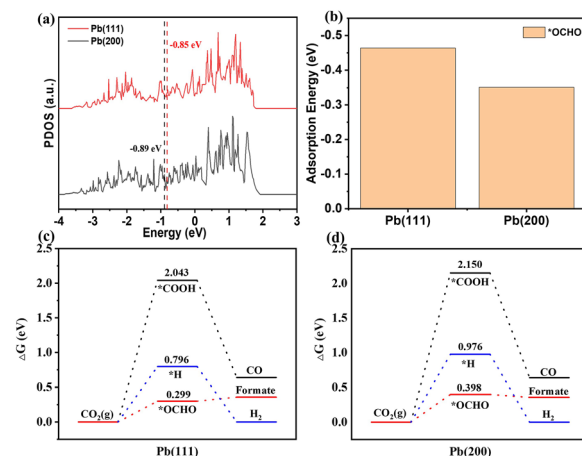 (a)
Pb(111)
Pb(200)
-0.85 eV
-0.89 eV
PDOS (a.u.)
-4 -3 -2 -1 0 1 2 3
Energy (eV)
(b)
*OCHO
Adsorption Energy (-eV)
-0.5
-0.4
-0.3
-0.2
-0.1
-0.0
Pb(111) Pb(200)
(c)
ΔG (eV)
2.5
2.0
1.5
1.0
0.5
0.0
2.043
*COOH
0.796
*H
0.299
*OCHO
CO₂(g)
CO
Formate
H₂
Pb(111)
(d)
ΔG (eV)
2.5
2.0
1.5
1.0
0.5
0.0
2.150
*COOH
0.976
*H
0.398
*OCHO
CO₂(g)
CO
Formate
H₂
Pb(200)